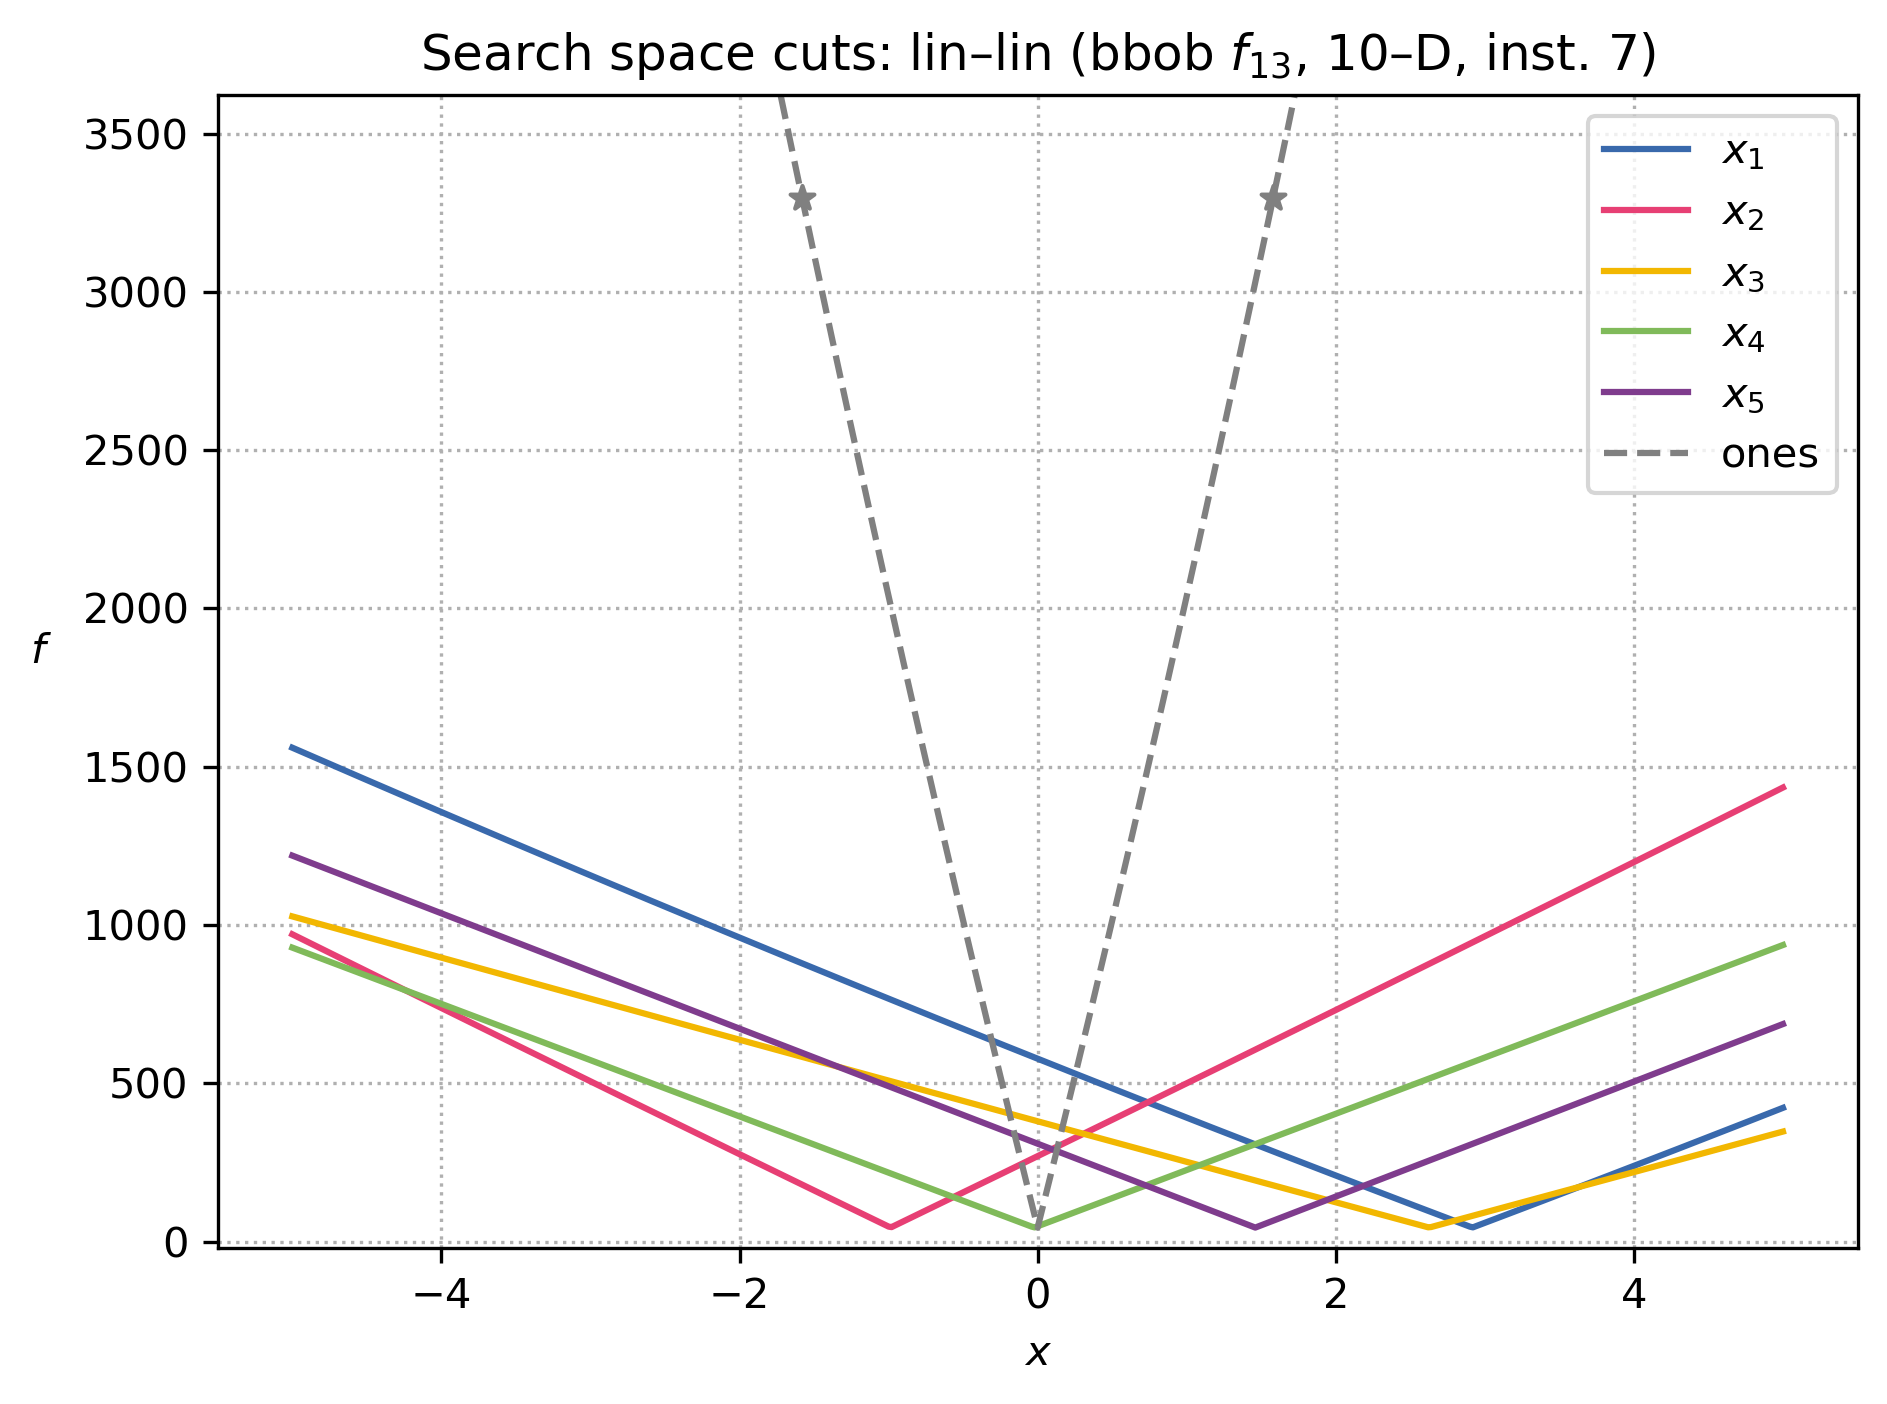 Search space cuts: lin–lin (bbob f₁₃, 10–D, inst. 7)
3500
3000
2500
2000
1500
1000
500
0
f
−4
−2
0
2
4
x
x₁
x₂
x₃
x₄
x₅
ones